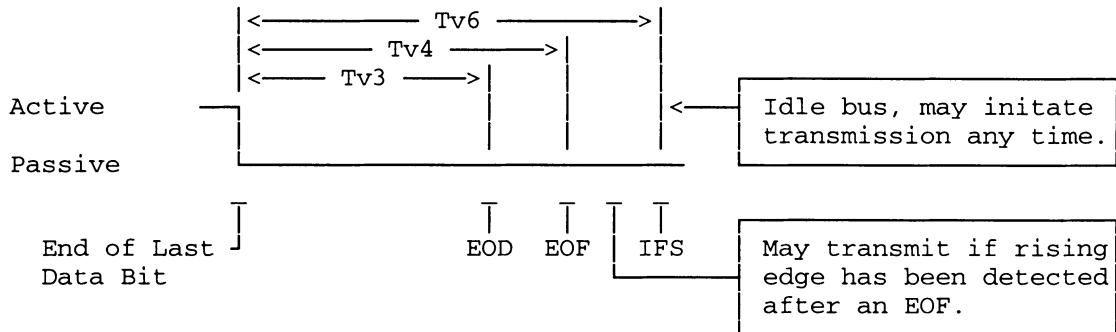 Tv6
Tv4
Tv3
Active
Idle bus, may initate
transmission any time.
Passive
End of Last
Data Bit
EOD
EOF
IFS
May transmit if rising
edge has been detected
after an EOF.